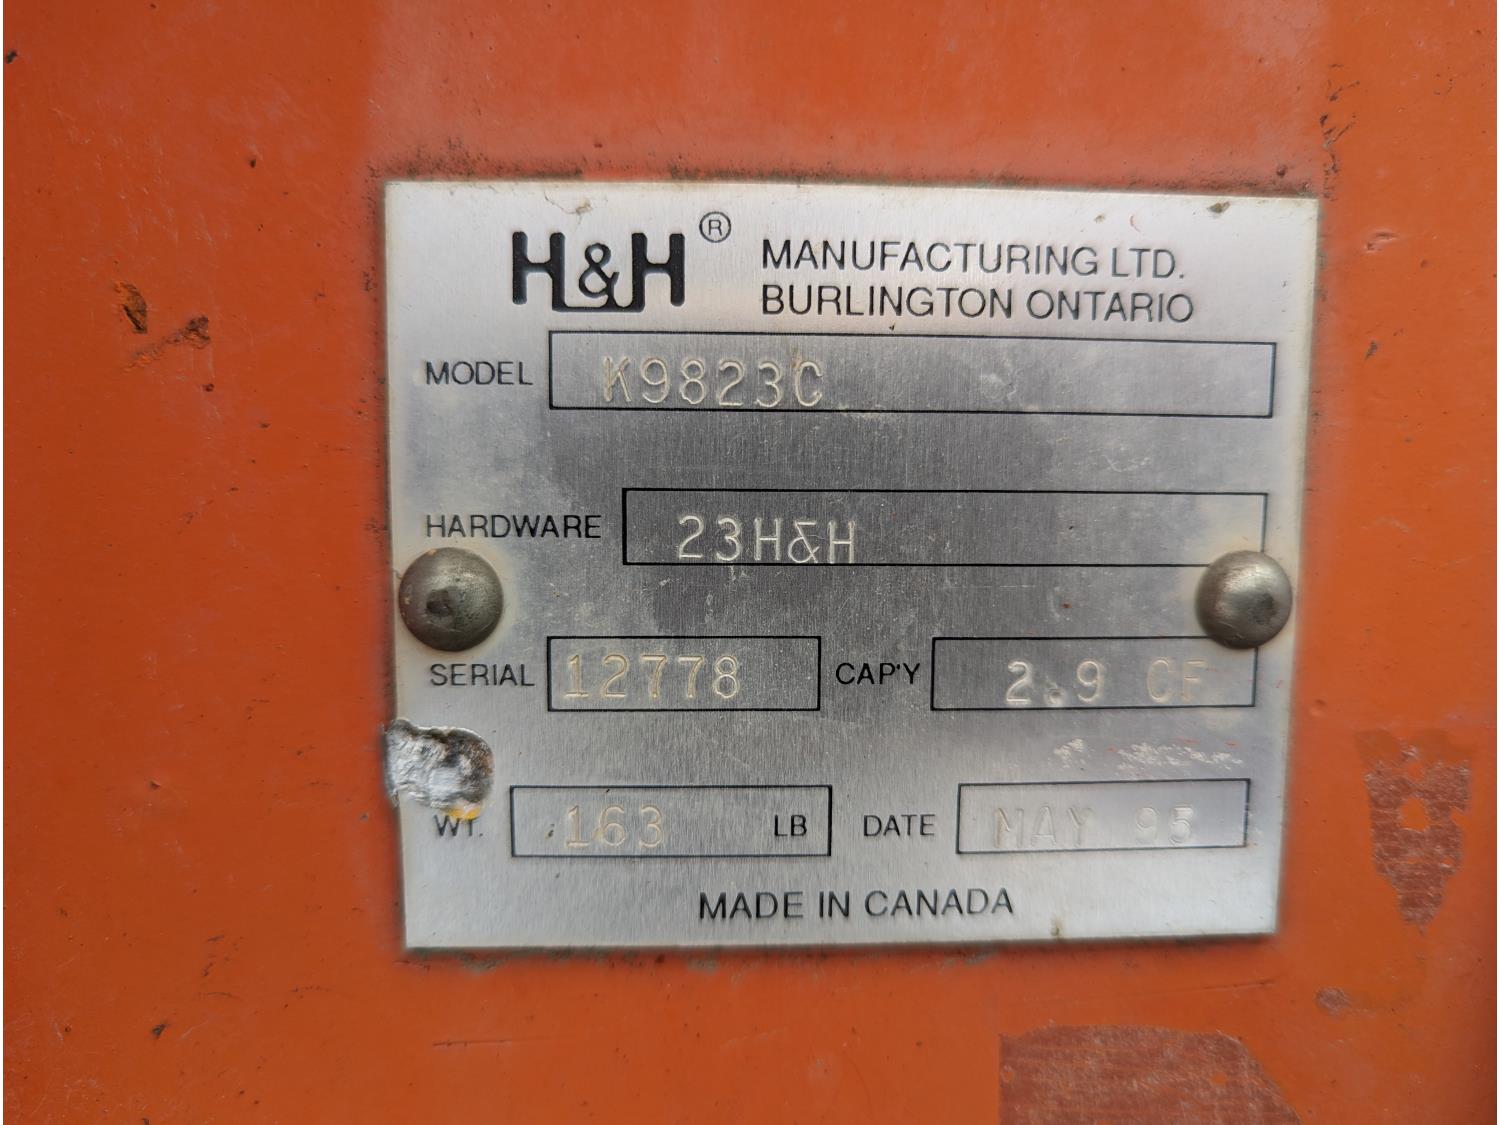 H&H® MANUFACTURING LTD.
BURLINGTON ONTARIO
MODEL K9823C
HARDWARE 23H&H
SERIAL 12778 CAP'Y 2.9 CF
WT. 163 LB DATE MAY 95
MADE IN CANADA